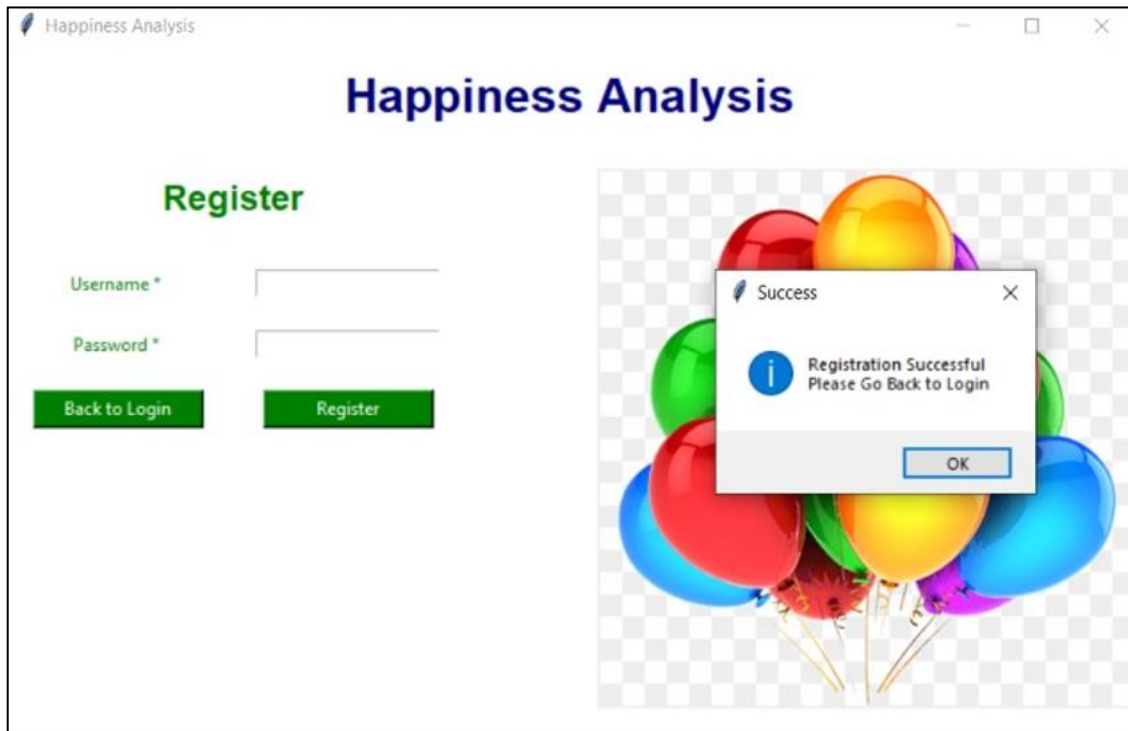 Happiness Analysis
Happiness Analysis
Register
Username *
Password *
Back to Login
Register
Success
Registration Successful
Please Go Back to Login
OK